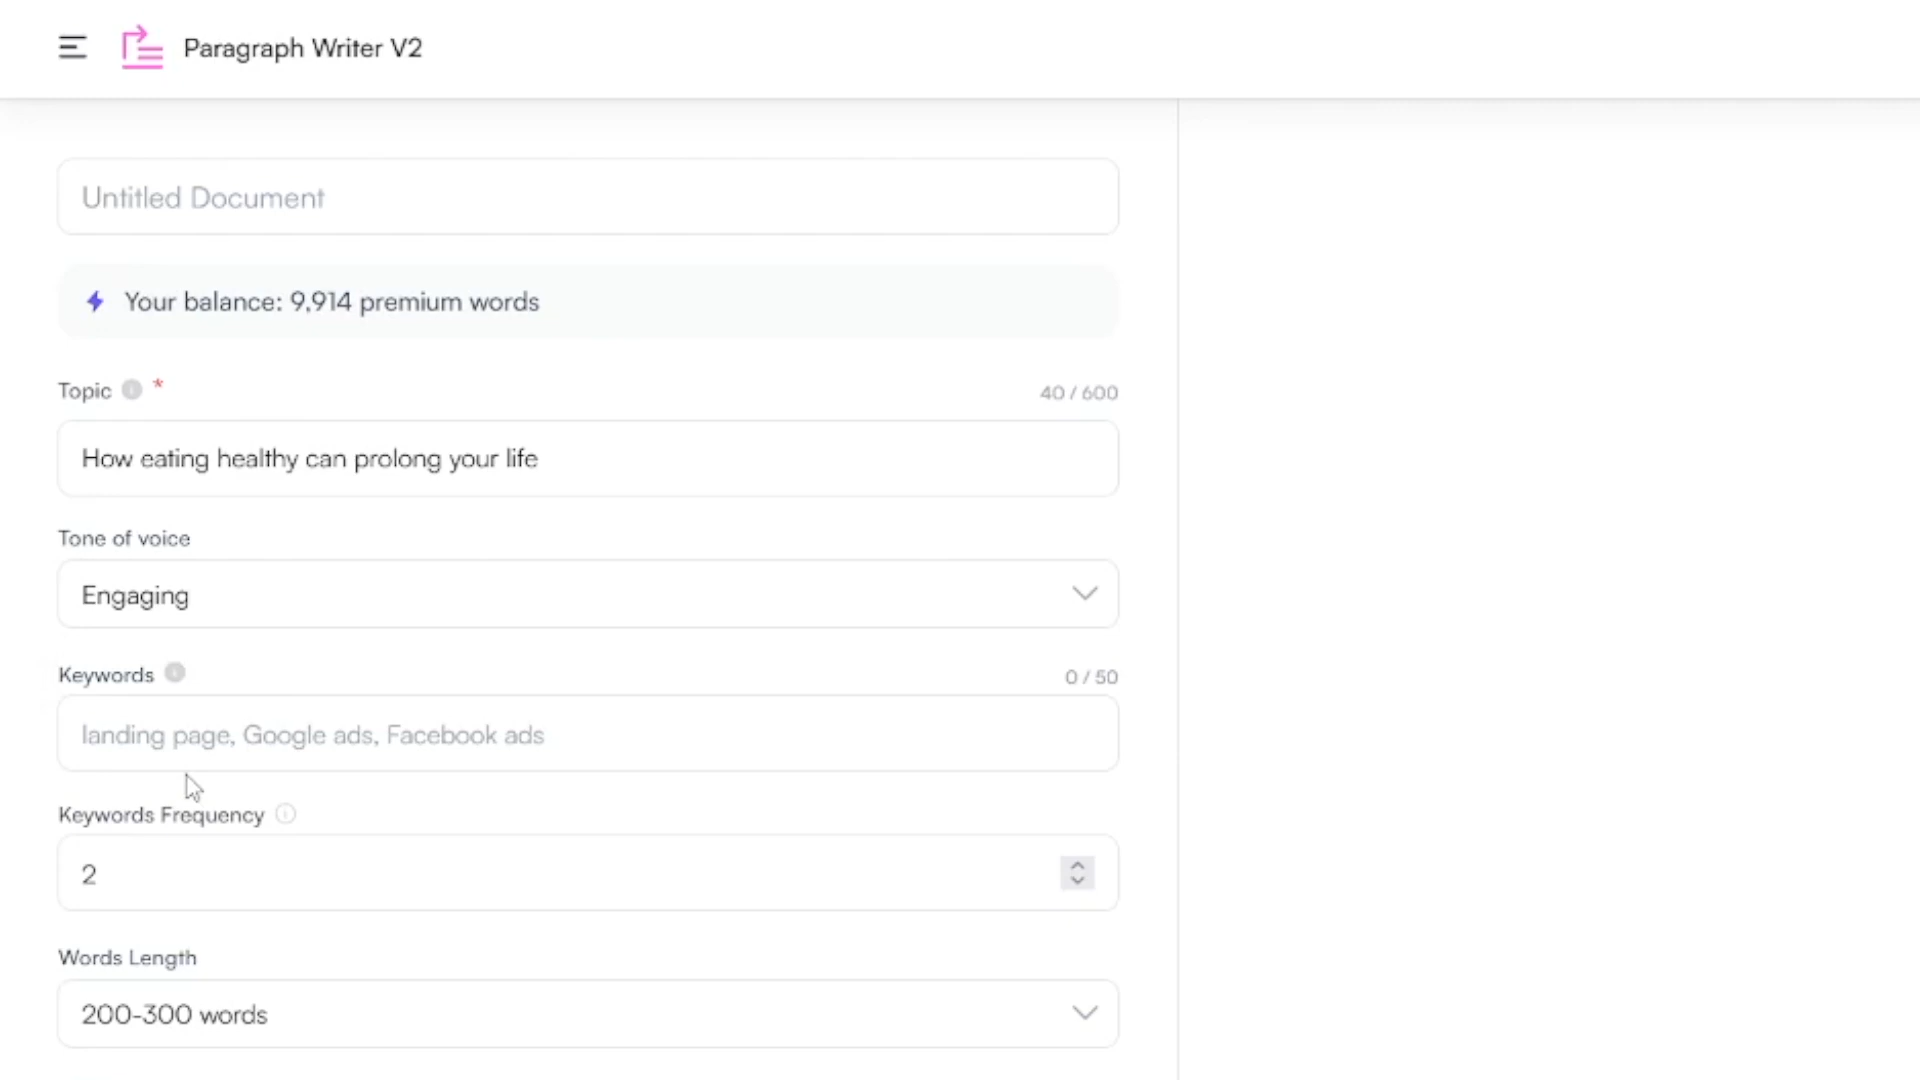 Paragraph Writer V2
Untitled Document
Your balance: 9,914 premium words
Topic *
40 / 600
How eating healthy can prolong your life
Tone of voice
Engaging
Keywords
0 / 50
landing page, Google ads, Facebook ads
Keywords Frequency
2
Words Length
200-300 words